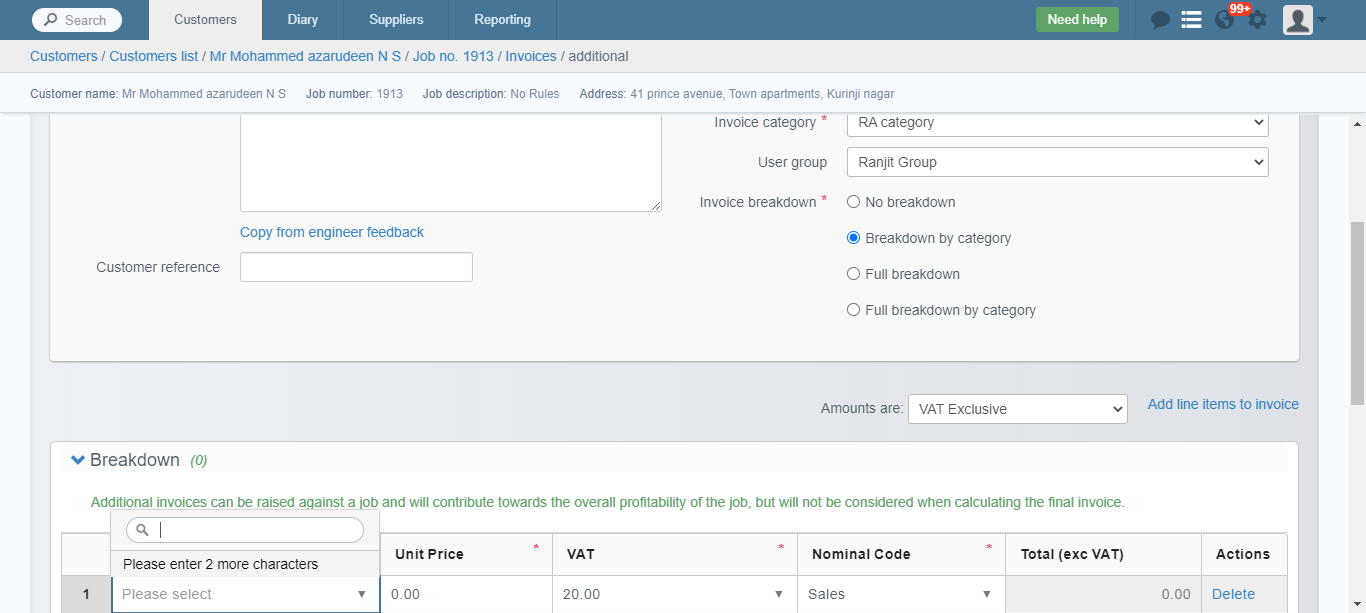 Search
Customers
Diary
Suppliers
Reporting
Need help
99+
Customers / Customers list / Mr Mohammed azarudeen N S / Job no. 1913 / Invoices / additional
Customer name: Mr Mohammed azarudeen N S Job number: 1913 Job description: No Rules Address: 41 prince avenue, Town apartments, Kurinji nagar
Invoice category * RA category
User group Ranjit Group
Invoice breakdown * No breakdown
Breakdown by category
Full breakdown
Full breakdown by category
Copy from engineer feedback
Customer reference
Amounts are: VAT Exclusive
Add line items to invoice
Breakdown (0)
Additional invoices can be raised against a job and will contribute towards the overall profitability of the job, but will not be considered when calculating the final invoice.
Please enter 2 more characters
Unit Price * VAT * Nominal Code * Total (exc VAT) Actions
1 Please select 0.00 20.00 Sales 0.00 Delete